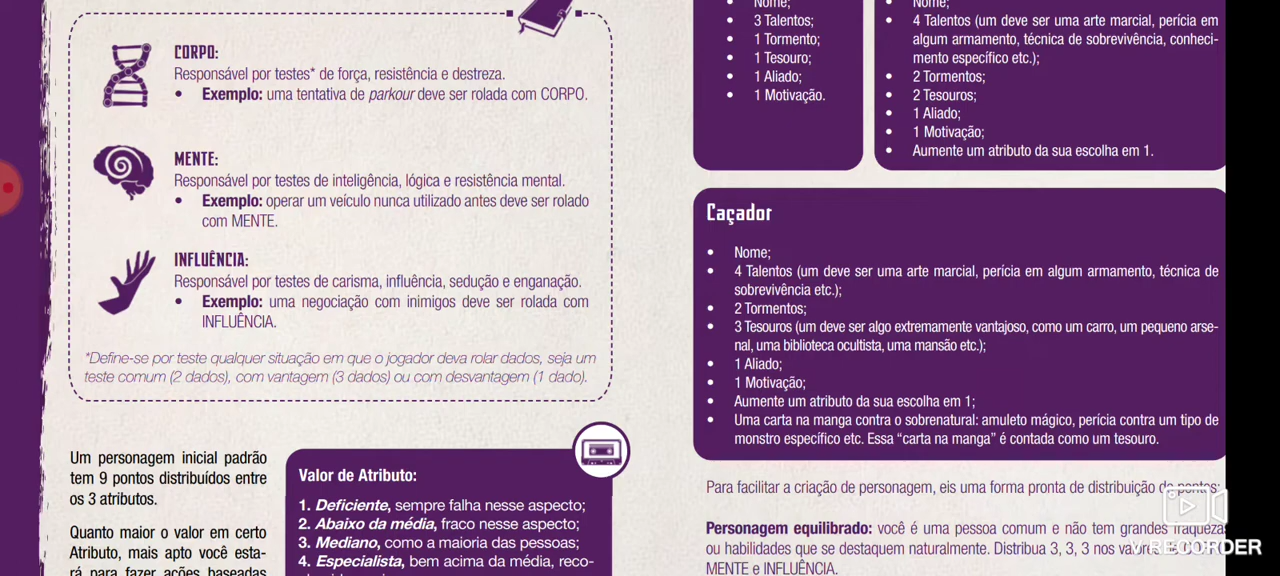 CORPO:
Responsável por testes* de força, resistência e destreza.
• Exemplo: uma tentativa de parkour deve ser rolada com CORPO.
MENTE:
Responsável por testes de inteligência, lógica e resistência mental.
• Exemplo: operar um veículo nunca utilizado antes deve ser rolado
com MENTE.
INFLUÊNCIA:
Responsável por testes de carisma, influência, sedução e enganação.
• Exemplo: uma negociação com inimigos deve ser rolada com
INFLUÊNCIA.
*Define-se por teste qualquer situação em que o jogador deva rolar dados, seja um
teste comum (2 dados), com vantagem (3 dados) ou com desvantagem (1 dado).
Um personagem inicial padrão
tem 9 pontos distribuídos entre
os 3 atributos.
Quanto maior o valor em certo
Atributo, mais apto você esta-
rá para fazer ações baseadas
Valor de Atributo:
1. Deficiente, sempre falha nesse aspecto;
2. Abaixo da média, fraco nesse aspecto;
3. Mediano, como a maioria das pessoas;
4. Especialista, bem acima da média, reco-
• Nome;
• 3 Talentos;
• 1 Tormento;
• 1 Tesouro;
• 1 Aliado;
• 1 Motivação.
• Nome;
• 4 Talentos (um deve ser uma arte marcial, perícia em
algum armamento, técnica de sobrevivência, conheci-
mento específico etc.);
• 2 Tormentos;
• 2 Tesouros;
• 1 Aliado;
• 1 Motivação;
• Aumente um atributo da sua escolha em 1.
Caçador
• Nome;
• 4 Talentos (um deve ser uma arte marcial, perícia em algum armamento, técnica de
sobrevivência etc.);
• 2 Tormentos;
• 3 Tesouros (um deve ser algo extremamente vantajoso, como um carro, um pequeno arse-
nal, uma biblioteca ocultista, uma mansão etc.);
• 1 Aliado;
• 1 Motivação;
• Aumente um atributo da sua escolha em 1;
• Uma carta na manga contra o sobrenatural: amuleto mágico, perícia contra um tipo de
monstro específico etc. Essa “carta na manga” é contada como um tesouro.
Para facilitar a criação de personagem, eis uma forma pronta de distribuição de pontos:
Personagem equilibrado: você é uma pessoa comum e não tem grandes fraquezas
ou habilidades que se destaquem naturalmente. Distribua 3, 3, 3 nos
MENTE e INFLUÊNCIA.
V RECORDER